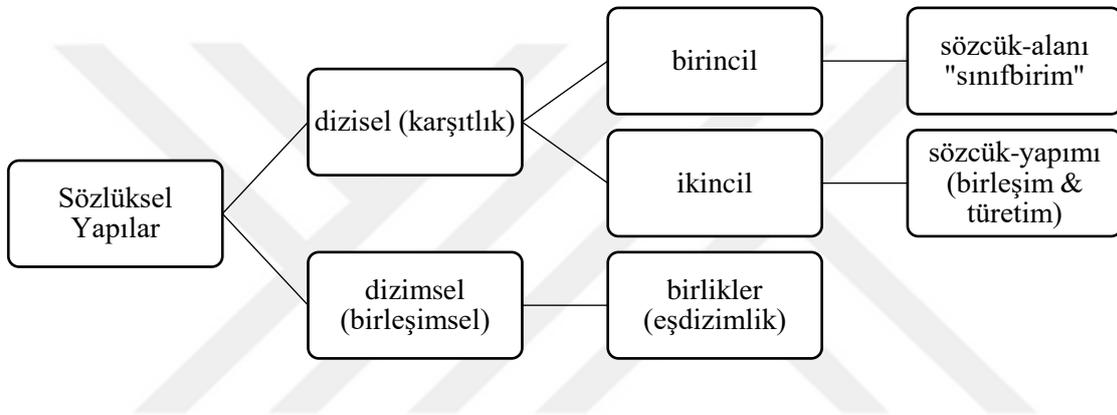 Sözlüksel
Yapılar
dizisel (karşıtlık)
birincil
sözcük-alanı
"sınıfbirim"
ikincil
sözcük-yapımı
(birleşim &
türetim)
dizimsel
(birleşimsel)
birlikler
(eşdizimlik)